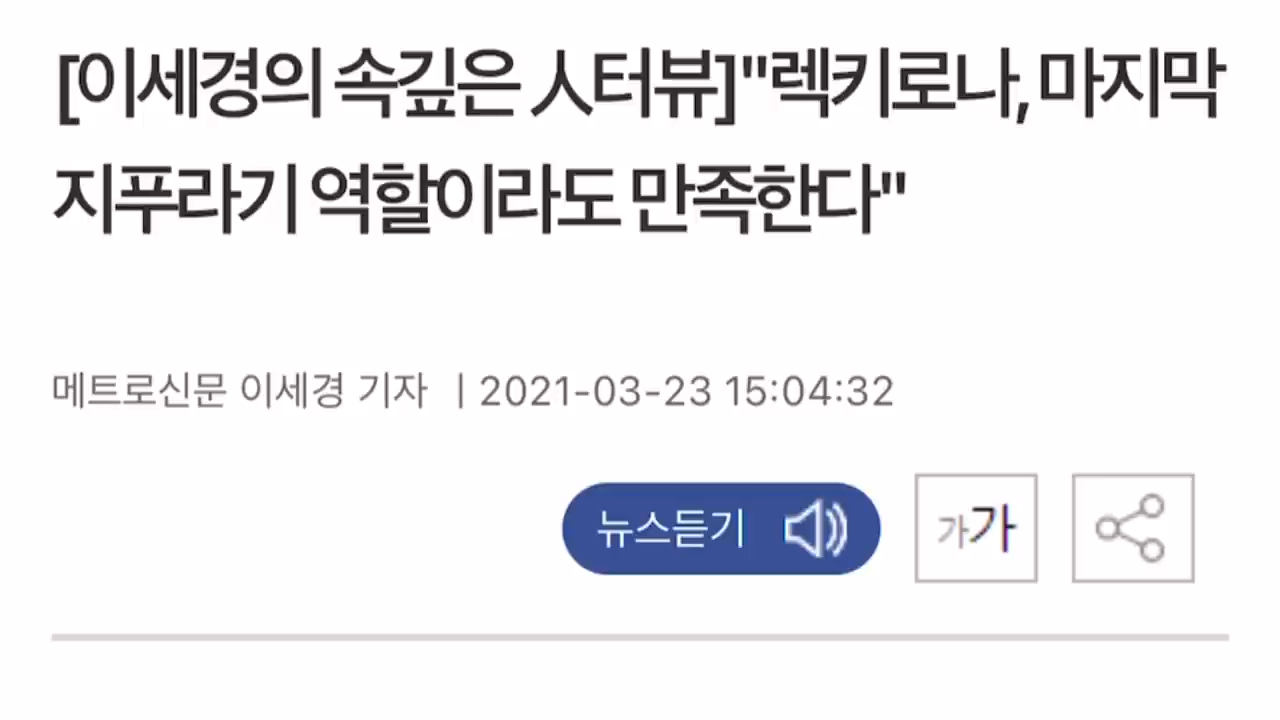 [이세경의 속깊은 人터뷰]"렉키로나, 마지막
지푸라기 역할이라도 만족한다"
메트로신문 이세경 기자 | 2021-03-23 15:04:32
뉴스듣기
가가